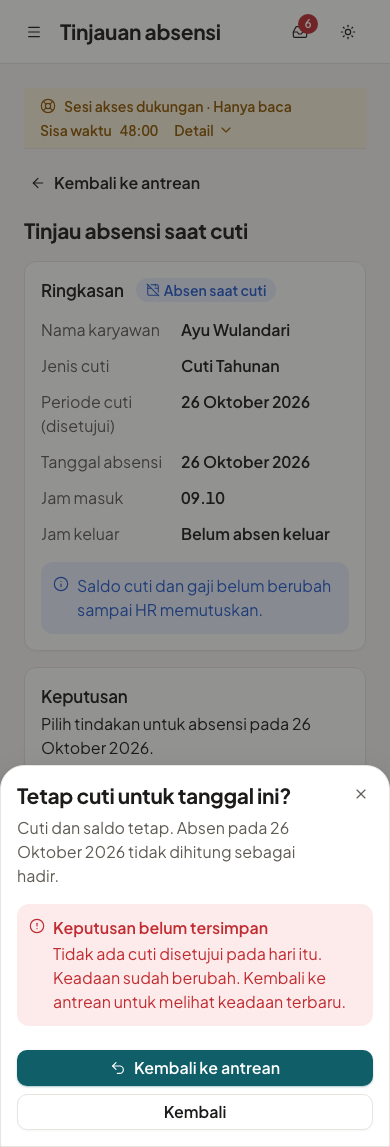 Tinjauan absensi
6
Sesi akses dukungan · Hanya baca
Sisa waktu 48:00 Detail
Kembali ke antrean
Tinjau absensi saat cuti
Ringkasan
Absen saat cuti
Nama karyawan Ayu Wulandari
Jenis cuti Cuti Tahunan
Periode cuti 26 Oktober 2026
(disetujui)
Tanggal absensi 26 Oktober 2026
Jam masuk 09.10
Jam keluar Belum absen keluar
Saldo cuti dan gaji belum berubah
sampai HR memutuskan.
Keputusan
Pilih tindakan untuk absensi pada 26
Oktober 2026.
Tetap cuti untuk tanggal ini?
Cuti dan saldo tetap. Absen pada 26
Oktober 2026 tidak dihitung sebagai
hadir.
Keputusan belum tersimpan
Tidak ada cuti disetujui pada hari itu.
Keadaan sudah berubah. Kembali ke
antrean untuk melihat keadaan terbaru.
Kembali ke antrean
Kembali